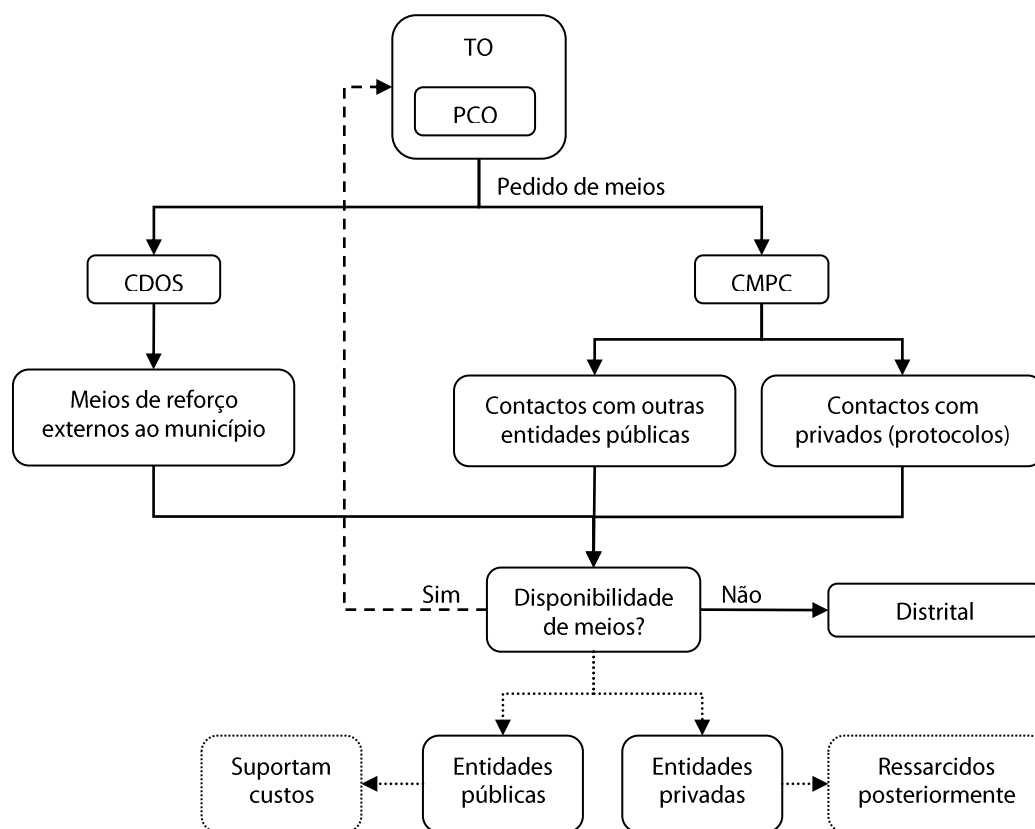 TO
PCO
Pedido de meios
CDOS
CMPC
Meios de reforço
externos ao município
Contactos com outras
entidades públicas
Contactos com
privados (protocolos)
Sim
Disponibilidade
de meios?
Não
Distrital
Suportam
custos
Entidades
públicas
Entidades
privadas
Ressarcidos
posteriormente